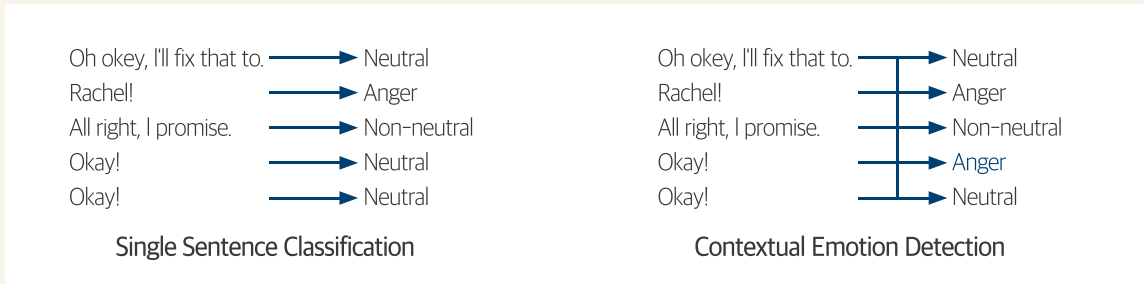 Oh okey, I'll fix that to. Neutral
Rachel! Anger
All right, I promise. Non-neutral
Okay! Neutral
Okay! Neutral
Single Sentence Classification
Oh okey, I'll fix that to. Neutral
Rachel! Anger
All right, I promise. Non-neutral
Okay! Anger
Okay! Neutral
Contextual Emotion Detection